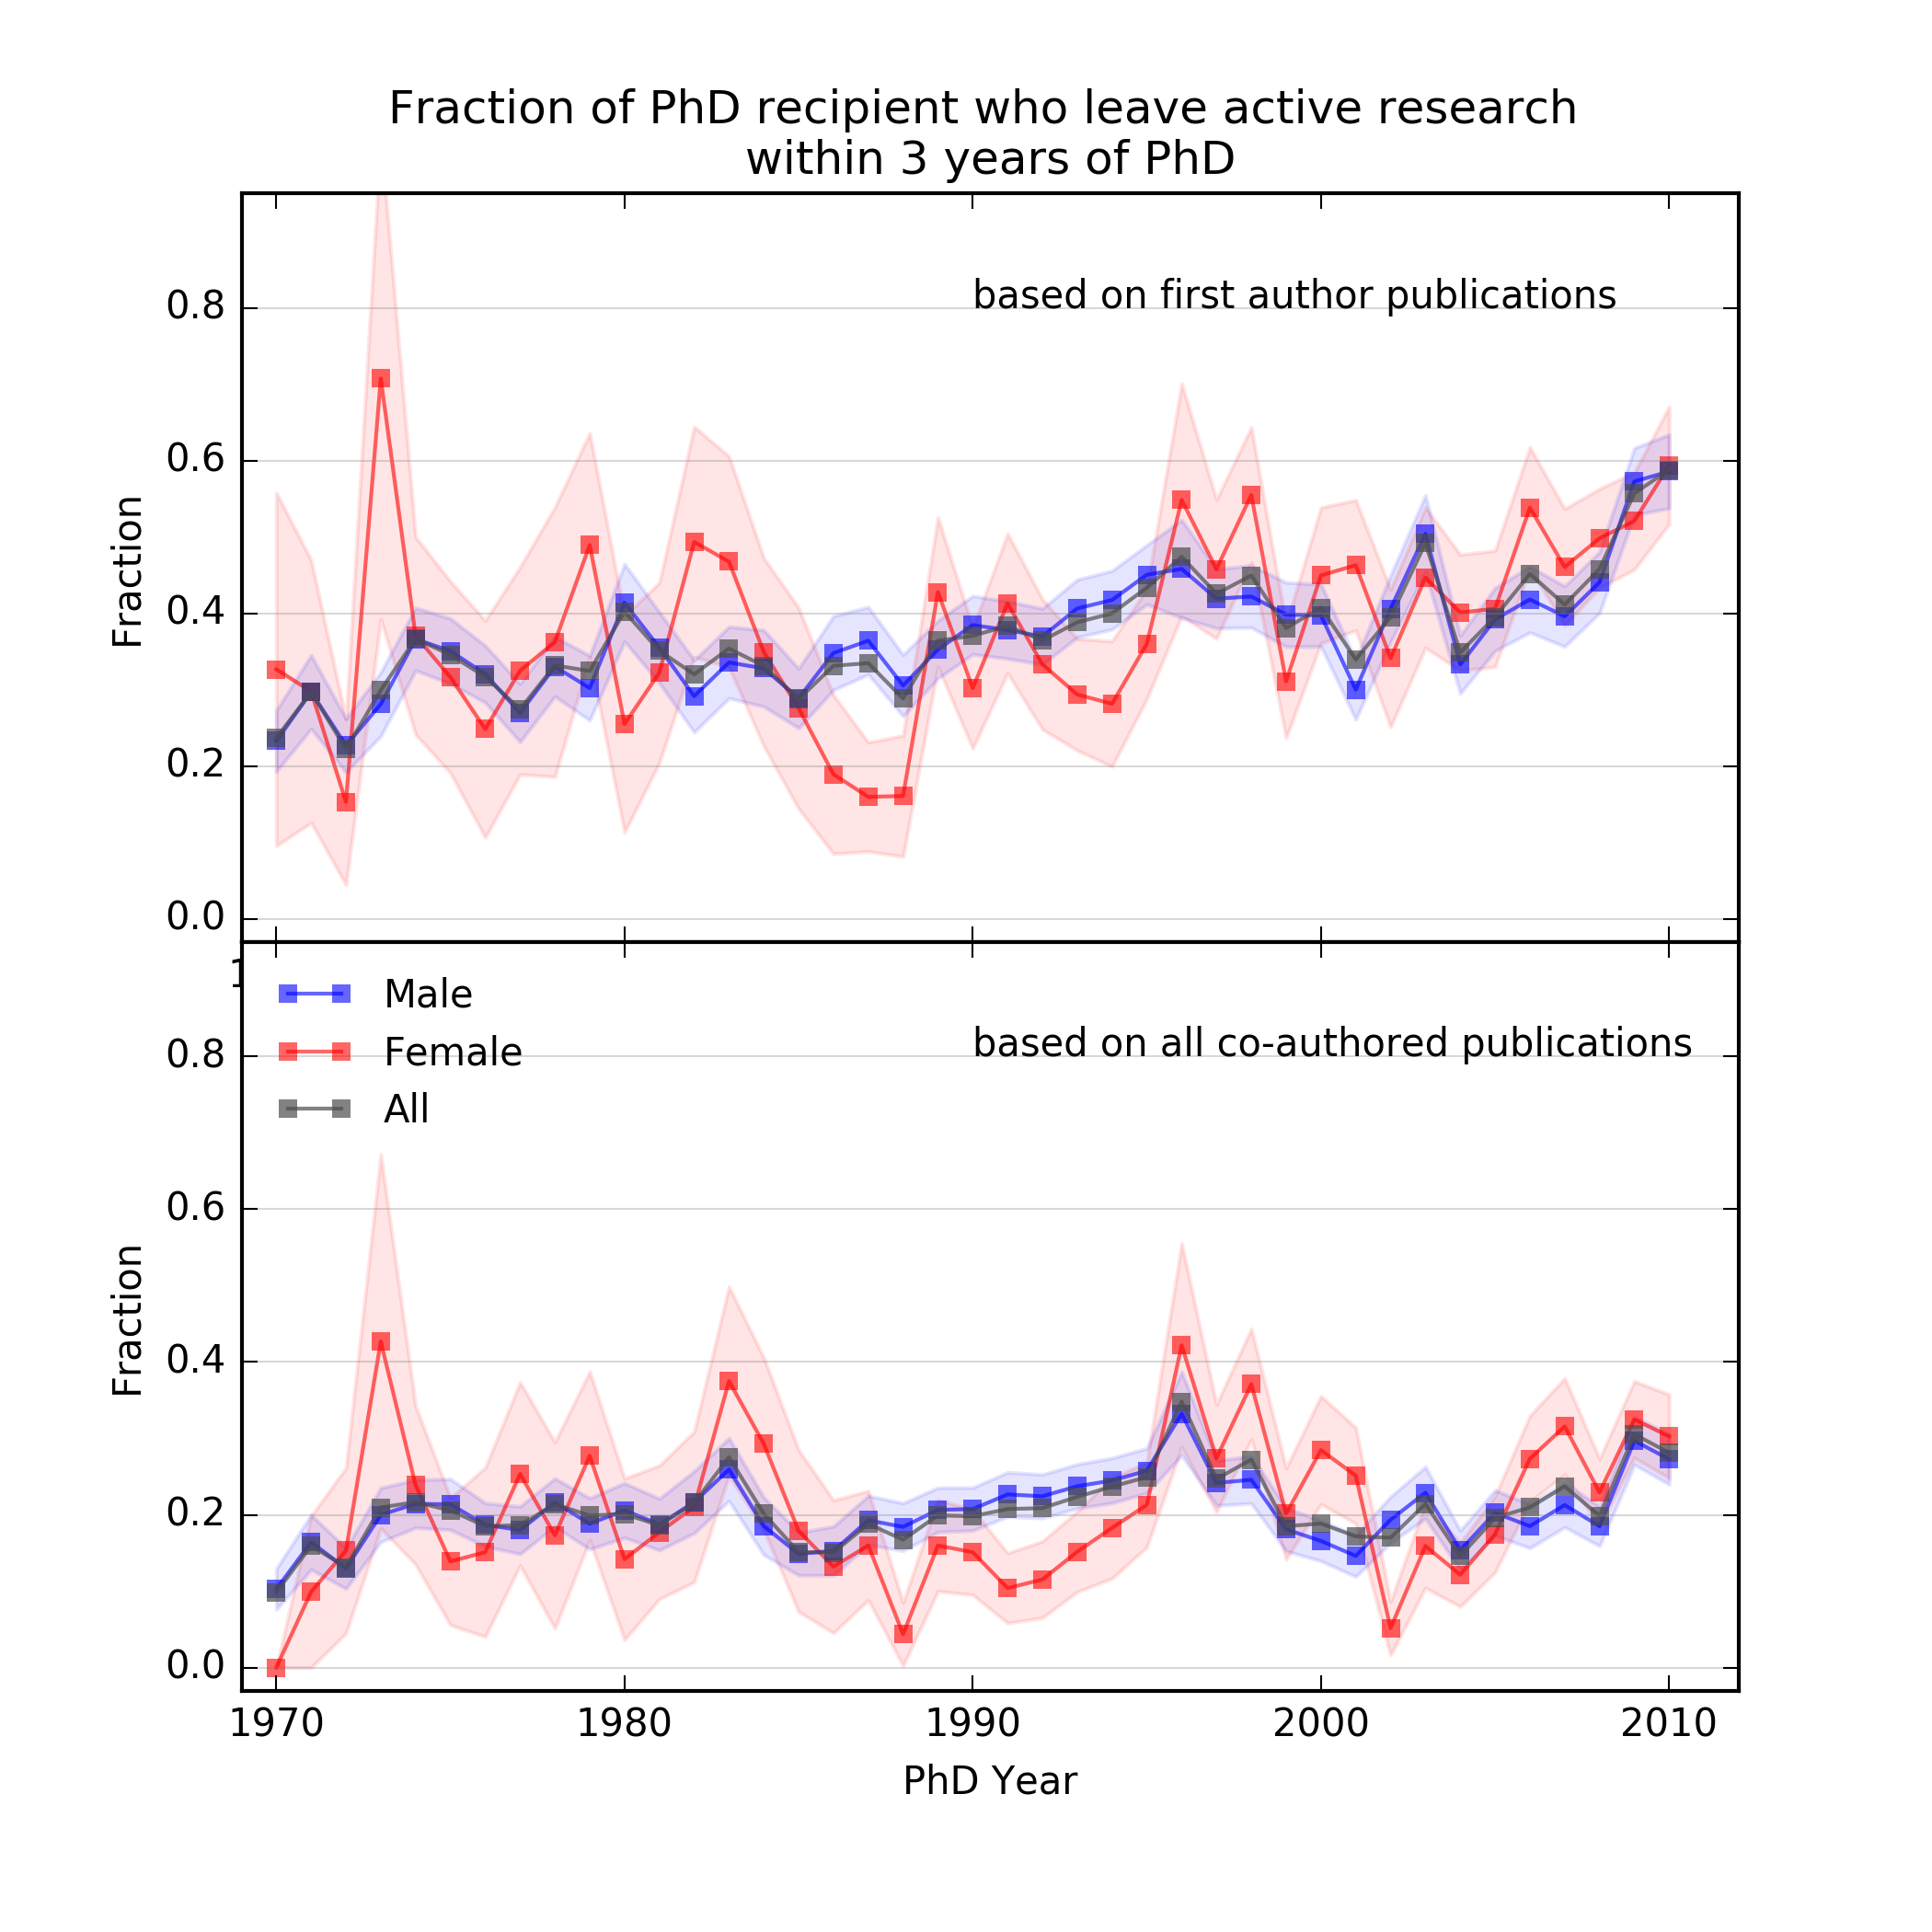 Fraction of PhD recipient who leave active research
within 3 years of PhD
based on first author publications
0.8
0.6
0.4
0.2
0.0
Fraction
1
Male
Female
All
based on all co-authored publications
0.8
0.6
0.4
0.2
0.0
Fraction
1970 1980 1990 2000 2010
PhD Year